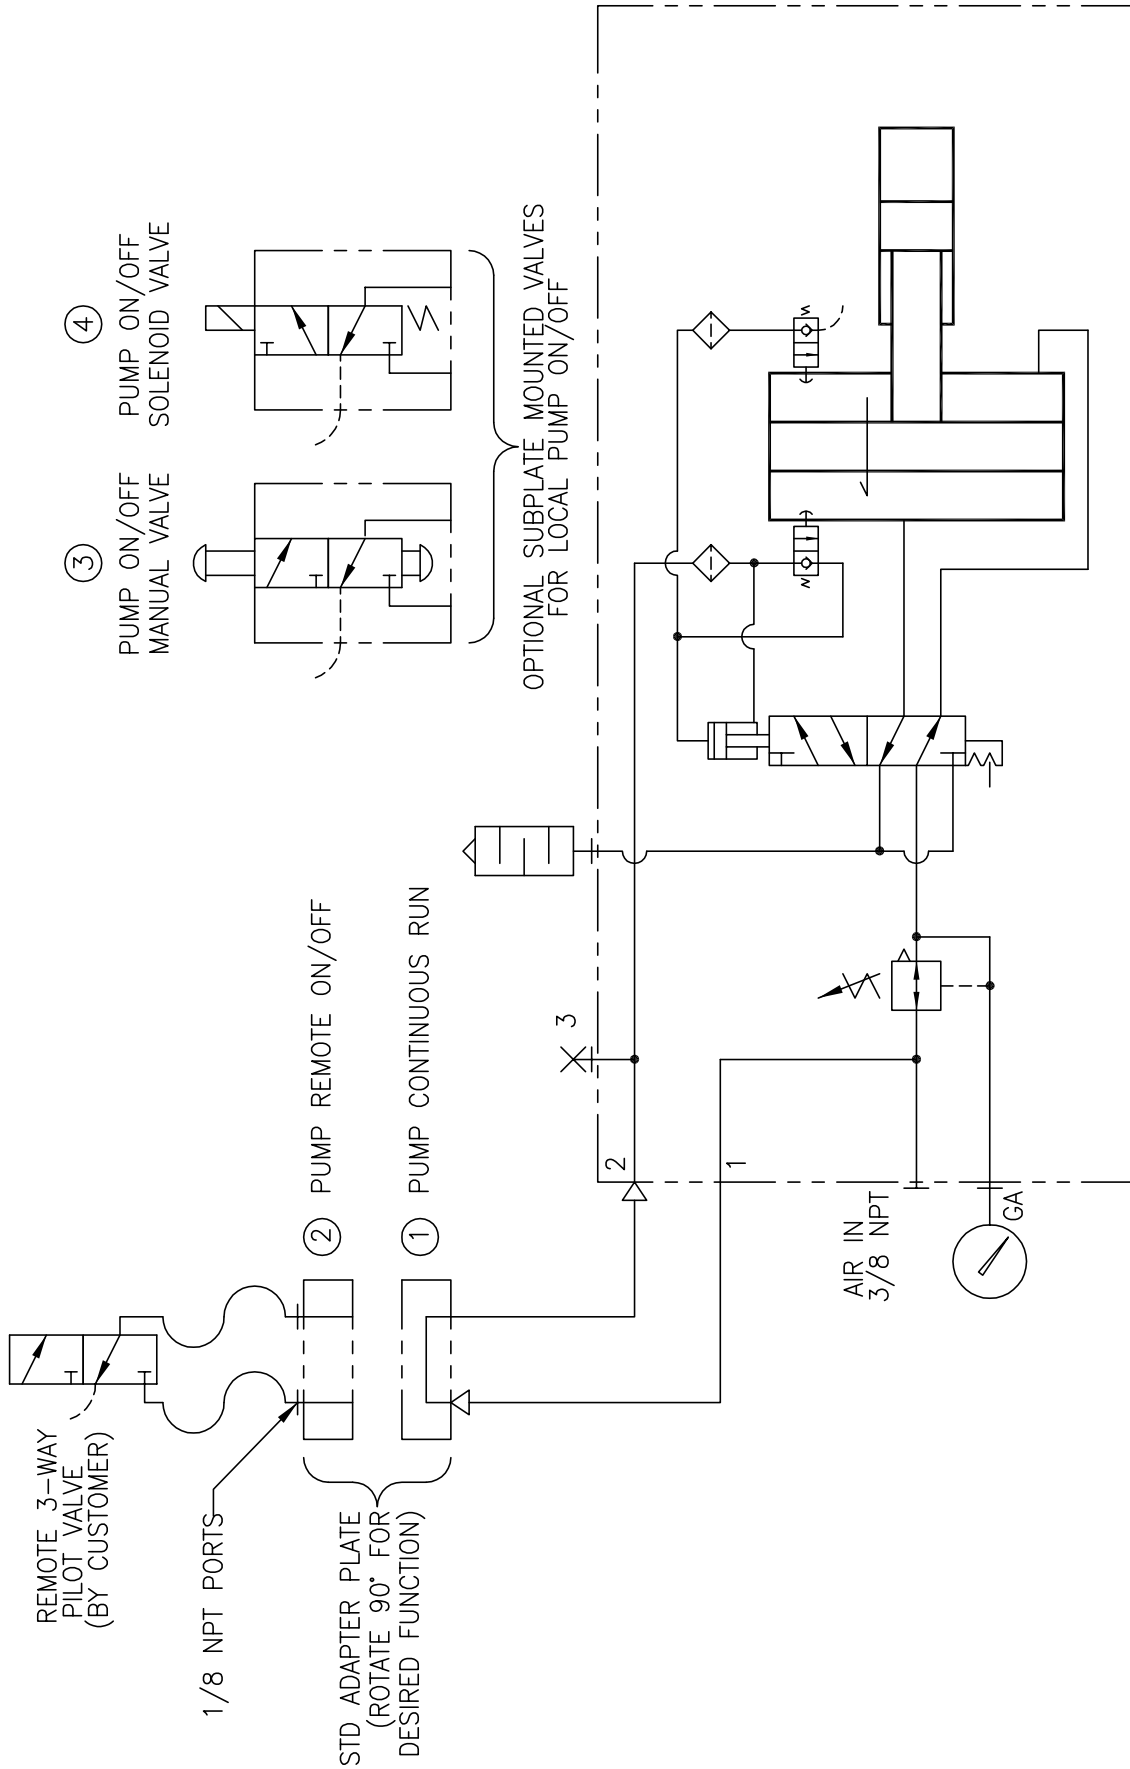 REMOTE 3-WAY
PILOT VALVE
(BY CUSTOMER)
1/8 NPT PORTS
STD ADAPTER PLATE
(ROTATE 90° FOR
DESIRED FUNCTION)
2
PUMP REMOTE ON/OFF
1
PUMP CONTINUOUS RUN
3
PUMP ON/OFF
MANUAL VALVE
4
PUMP ON/OFF
SOLENOID VALVE
OPTIONAL SUBPLATE MOUNTED VALVES
FOR LOCAL PUMP ON/OFF
3
2
1
AIR IN
3/8 NPT
GA